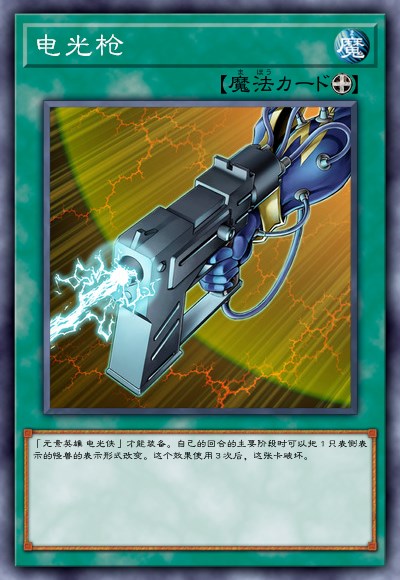 电光枪
魔
【魔法カード】
まほう
「元素英雄 电光侠」才能装备。自己的回合的主要阶段时可以把１只表侧表
示的怪兽的表示形式改变。这个效果使用３次后，这张卡破坏。